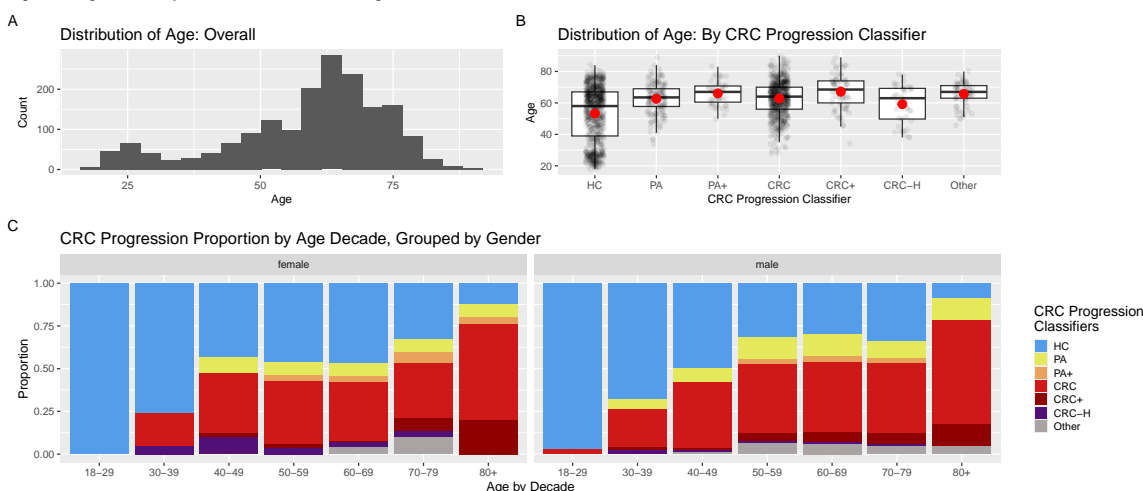 A
Distribution of Age: Overall
200
100
0
Count
25
50
75
Age
B
Distribution of Age: By CRC Progression Classifier
80
60
40
20
Age
HC
PA
PA+
CRC
CRC+
CRC−H
Other
CRC Progression Classifier
C
CRC Progression Proportion by Age Decade, Grouped by Gender
female
male
1.00
0.75
0.50
0.25
0.00
Proportion
18−29
30−39
40−49
50−59
60−69
70−79
80+
18−29
30−39
40−49
50−59
60−69
70−79
80+
Age by Decade
CRC Progression
Classifiers
HC
PA
PA+
CRC
CRC+
CRC−H
Other